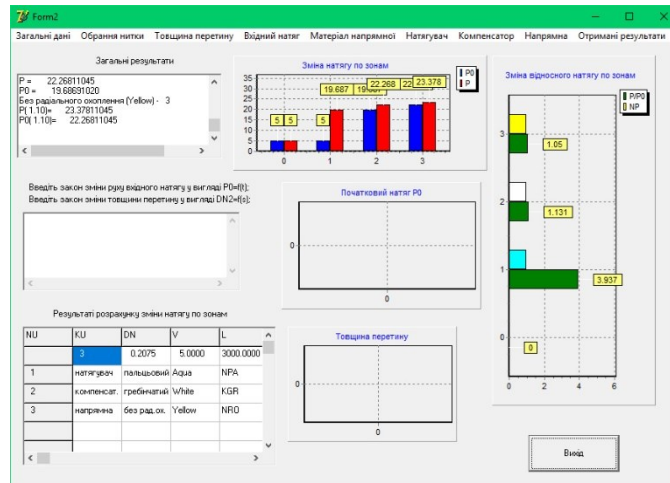 Form2
Загальні дані Обрання нитки Товщина перетину Вхідний натяг Матеріал напрямної Натягувач Компенсатор Напрямна Отримані результати
Загальні результати
P = 22.26811045
P0 = 19.68691020
Без радіального охоплення (Yellow) - 3
P( 1.10)= 23.37811045
P0( 1.10)= 22.26811045
Зміна натягу по зонам
35
30
25
20
15
10
5
0
5 5
5
19.687
22.268
23.378
0 1 2 3
P0
P
Зміна відносного натягу по зонам
P/P0
NP
3
2
1
0
1.05
1.131
3.937
0
0 2 4 6
Введіть закон зміни руху вхідного натягу у вигляді P0=f(t);
Введіть закон зміни товщини перетину у вигляді DN2=f(s);
Початковий натяг P0
0
0
Результаті розрахунку зміни натягу по зонам
NU KU DN V L
3 0.2075 5.0000 3000.0000
1 натягувач пальцьовий Aqua NPA
2 компенсат. гребінчатий White KGR
3 напрямна без рад.ох. Yellow NRO
Товщина перетину
0
0
Вихід